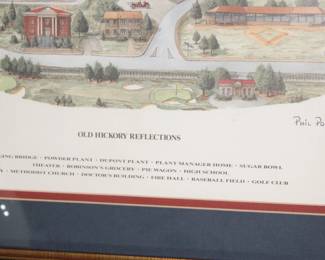 Phil
OLD HICKORY REFLECTIONS
BRIDGE · POWDER PLANT · DUPONT PLANT · PLANT MANAGER HOME · SUGAR BOWL
THEATER · ROBINSON'S GROCERY · PIE WAGON · HIGH SCHOOL
· METHODIST CHURCH · DOCTOR'S BUILDING · FIRE HALL · BASEBALL FIELD · GOLF CLUB